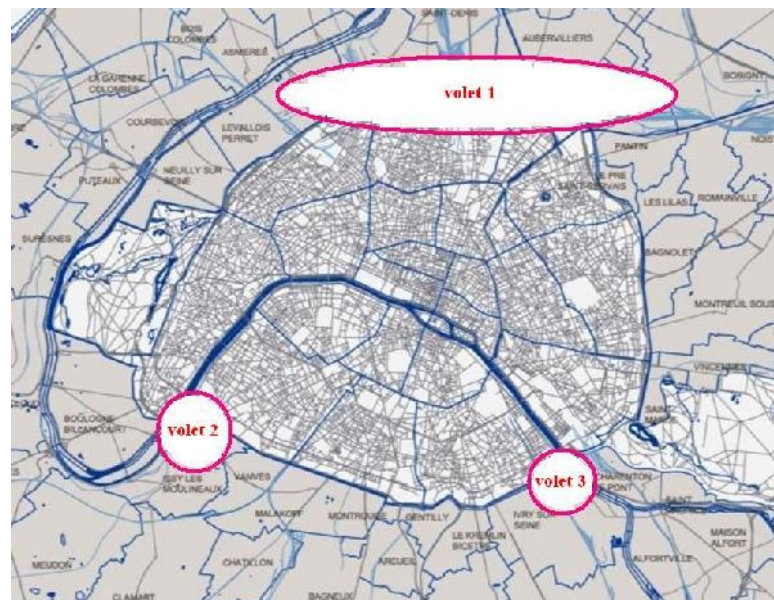 SAINT-DENIS
BOIS
COLOMBES
AUBERVILLIERS
ASNIERES
LA GARENNE
COLOMBES
BOBIGNY
volet 1
COURBEVOIE
LEVALLOIS
PERRET
PANTIN
NEUILLY SUR
SEINE
PUTEAUX
LE PRE
SAINT-GERVAIS
LES LILAS
ROMAINVILLE
SURESNES
BAGNOLET
MONTREUIL SOUS
VINCENNES
SAINT-
MANDE
BOULOGNE
BILLANCOURT
volet 2
ISSY LES
MOULINEAUX
VANVES
volet 3
CHARENTON
LE PONT
SAINT
MALAKOFF
MONTROUGE
GENTILLY
IVRY SUR
SEINE
LE KREMLIN
BICETRE
MAISON
ALFORT
MEUDON
CHATILLON
ARCUEIL
ALFORTVILLE
CLAMART
BAGNEUX